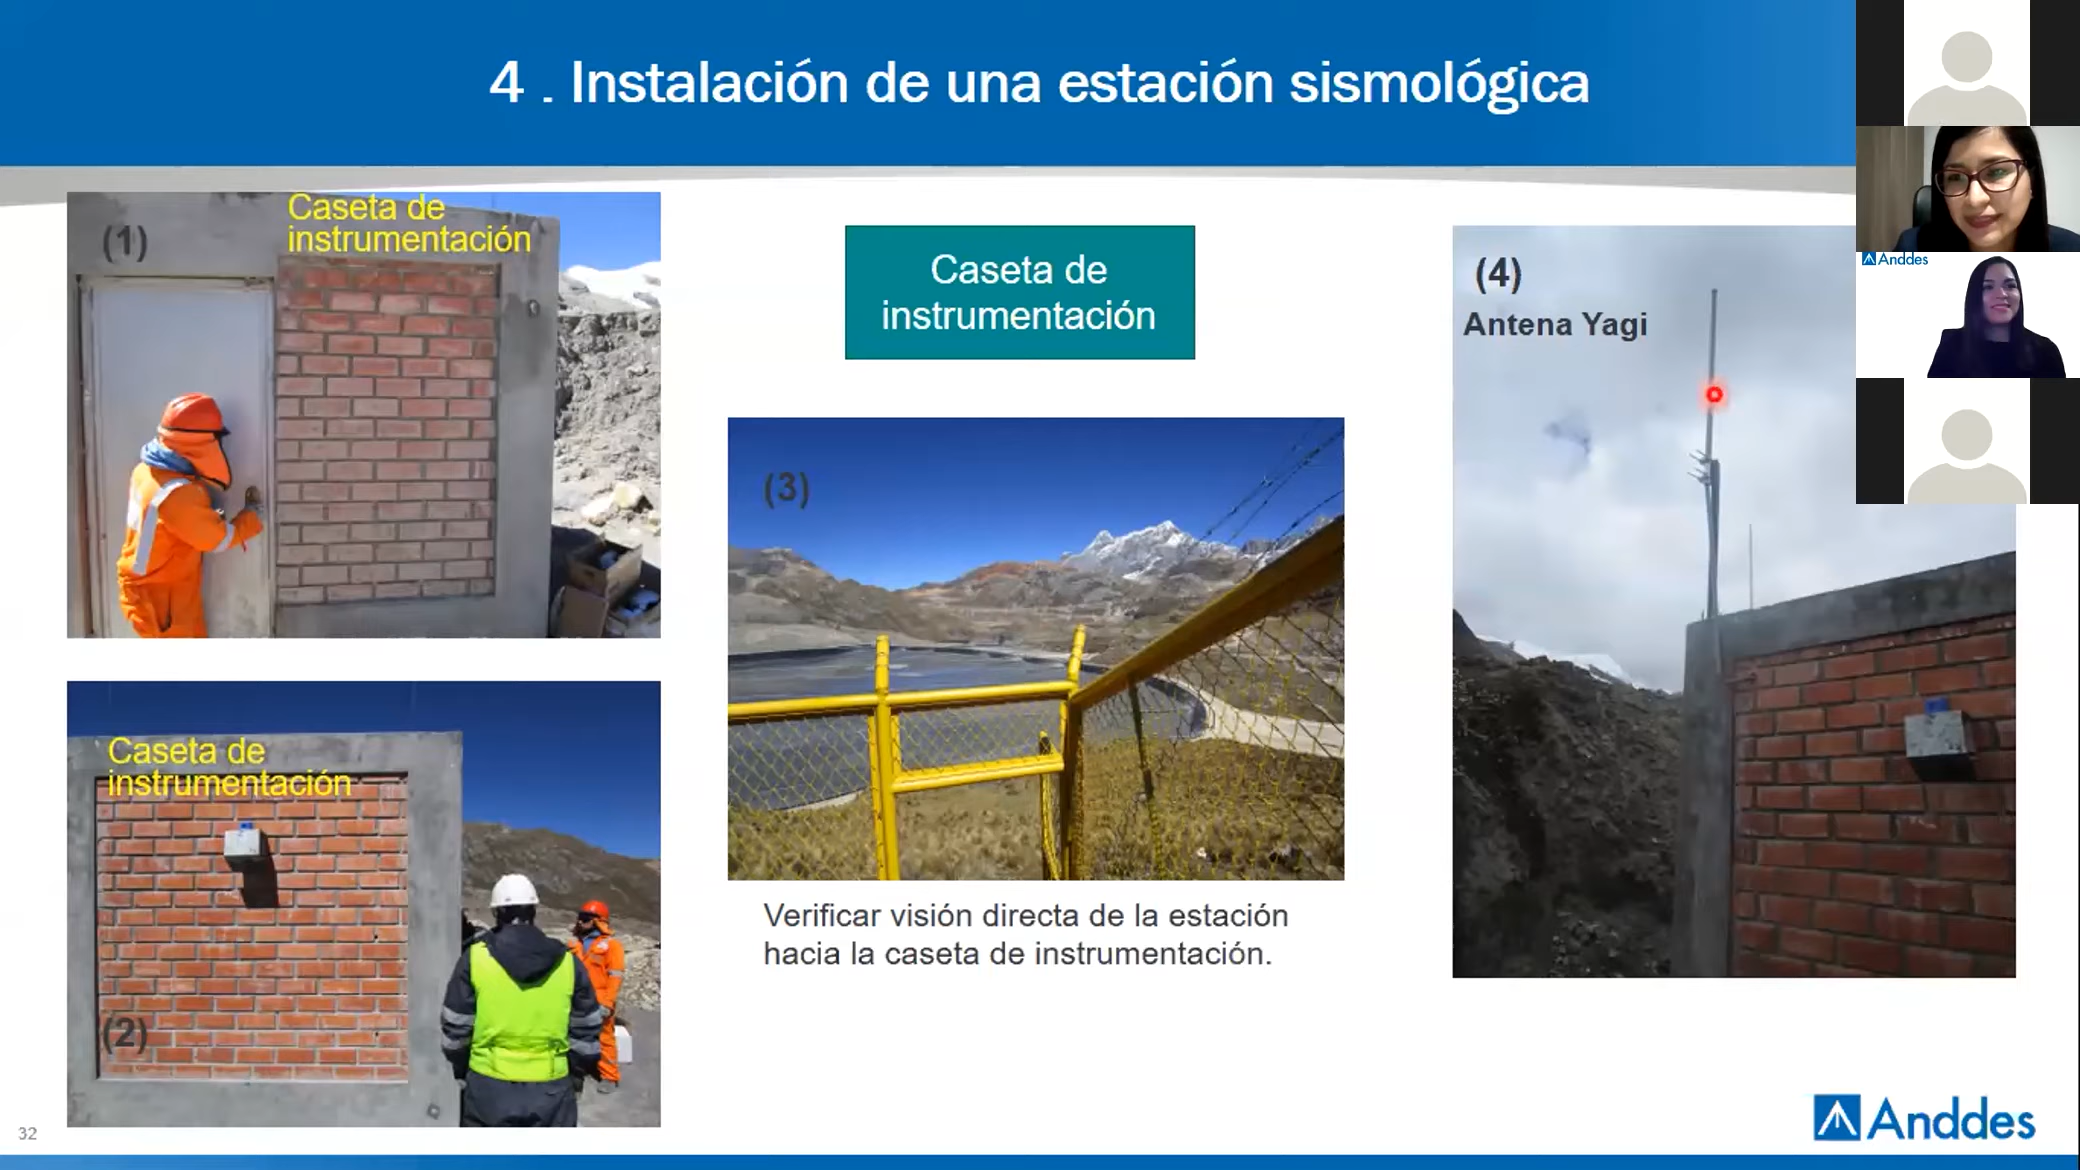 4 . Instalación de una estación sismológica
(1)
Caseta de
instrumentación
Caseta de
instrumentación
(4)
Antena Yagi
Anddes
(3)
Caseta de
instrumentación
(2)
Verificar visión directa de la estación
hacia la caseta de instrumentación.
32
Anddes